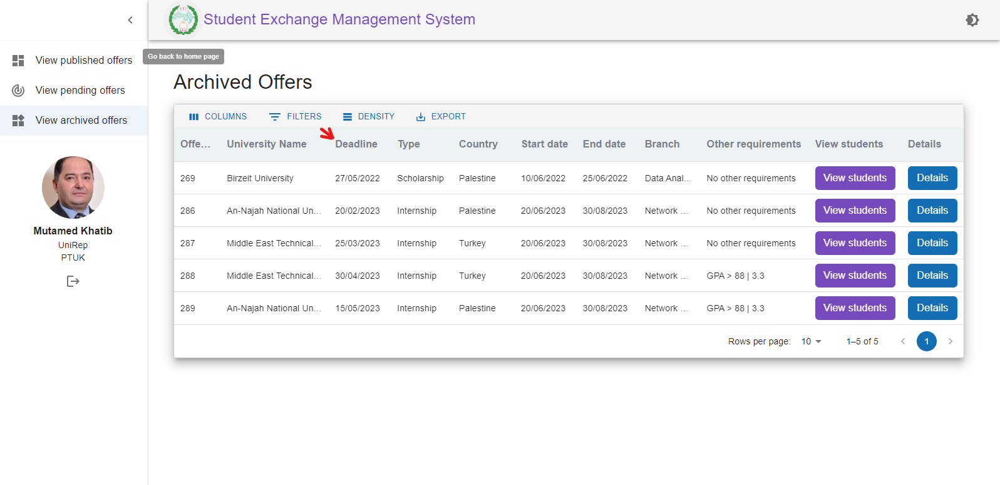 Student Exchange Management System
Go back to home page
View published offers
View pending offers
View archived offers
Mutamed Khatib
UniRep
PTUK
Archived Offers
COLUMNS FILTERS DENSITY EXPORT
Offe... University Name Deadline Type Country Start date End date Branch Other requirements View students Details
269 Birzeit University 27/05/2022 Scholarship Palestine 10/06/2022 25/06/2022 Data Anal... No other requirements View students Details
286 An-Najah National Un... 20/02/2023 Internship Palestine 20/06/2023 30/08/2023 Network ... No other requirements View students Details
287 Middle East Technical... 25/03/2023 Internship Turkey 20/06/2023 30/08/2023 Network ... No other requirements View students Details
288 Middle East Technical... 30/04/2023 Internship Turkey 20/06/2023 30/08/2023 Network ... GPA > 88 | 3.3 View students Details
289 An-Najah National Un... 15/05/2023 Internship Palestine 20/06/2023 30/08/2023 Network ... GPA > 88 | 3.3 View students Details
Rows per page: 10 1–5 of 5 1